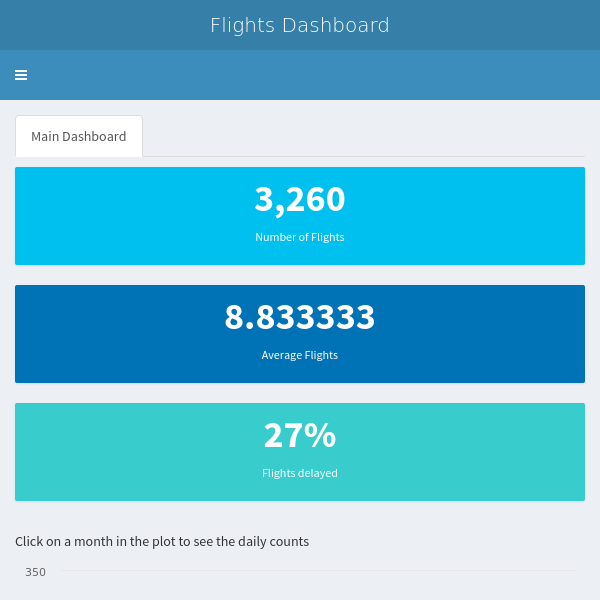 Flights Dashboard
Main Dashboard
3,260
Number of Flights
8.833333
Average Flights
27%
Flights delayed
Click on a month in the plot to see the daily counts
350